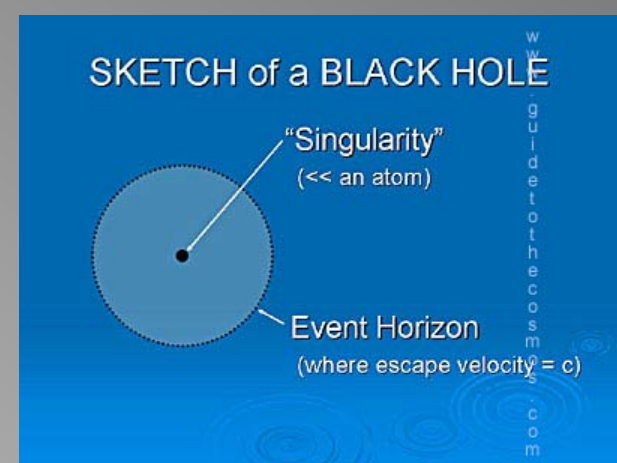 SKETCH of a BLACK HOLE
“Singularity”
(<< an atom)
Event Horizon
(where escape velocity = c)
www.guidetothecosmos.com